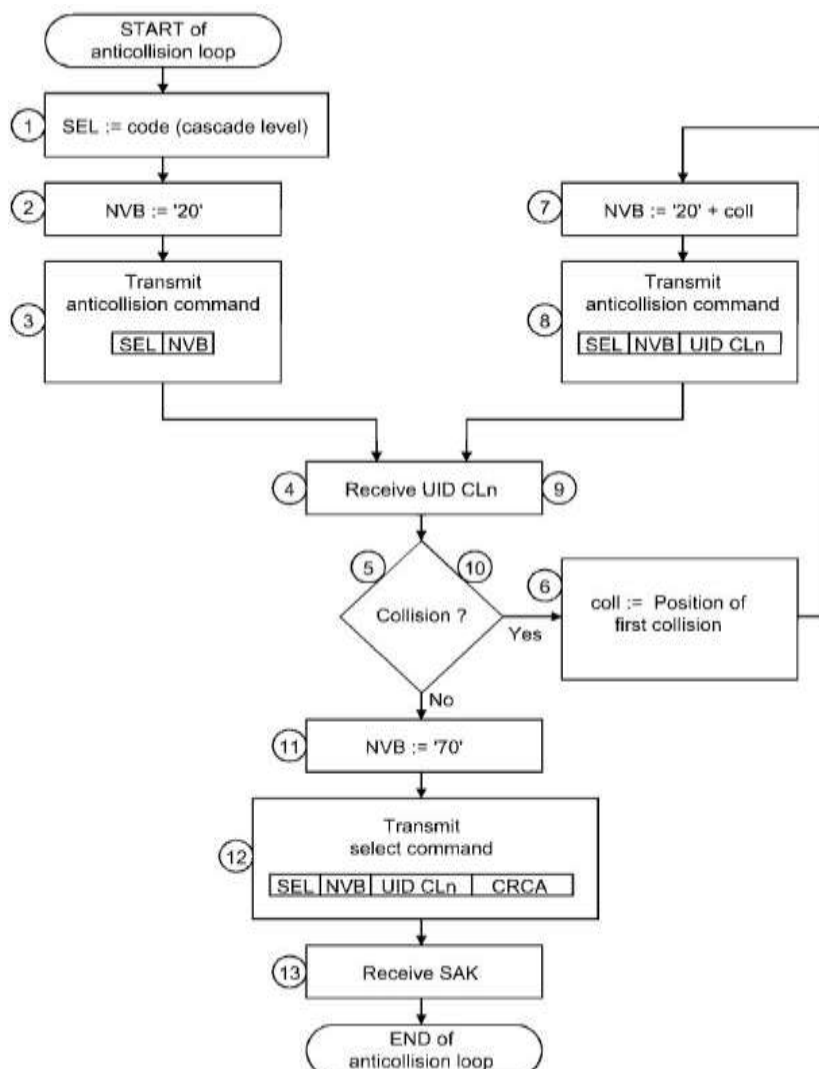 START of
anticollision loop
1
SEL := code (cascade level)
2
NVB := '20'
3
Transmit
anticollision command
SEL NVB
7
NVB := '20' + coll
8
Transmit
anticollision command
SEL NVB UID CLn
4
Receive UID CLn
9
5
10
Collision ?
Yes
No
6
coll := Position of
first collision
11
NVB := '70'
12
Transmit
select command
SEL NVB UID CLn CRCA
13
Receive SAK
END of
anticollision loop